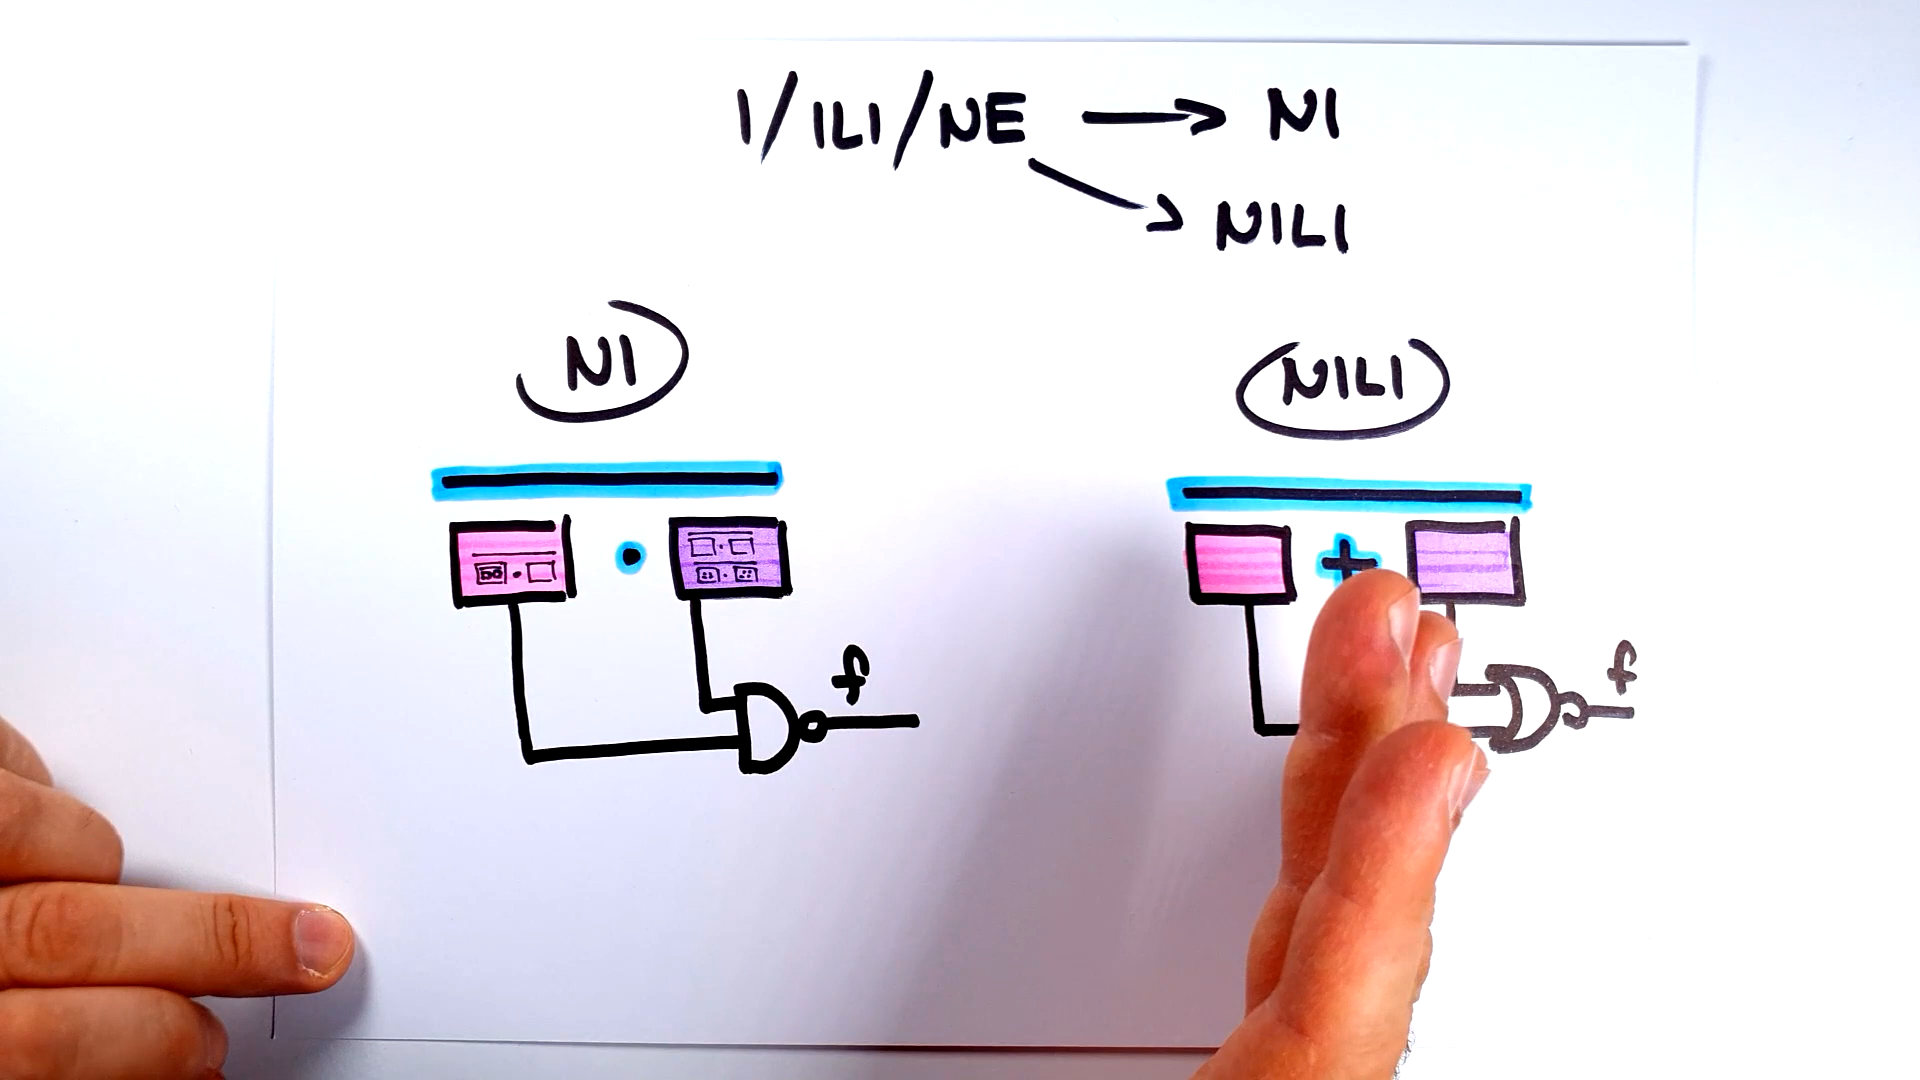 I/ILI/NE → NI
NILI
NI
NILI
•
+
f
f